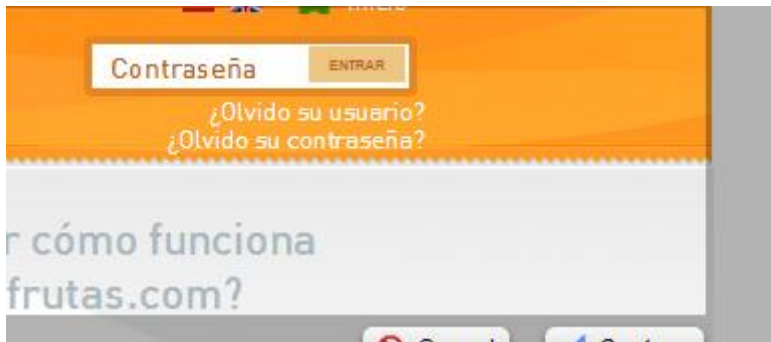 Contraseña ENTRAR
¿Olvido su usuario?
¿Olvido su contraseña?
cómo funciona
frutas.com?